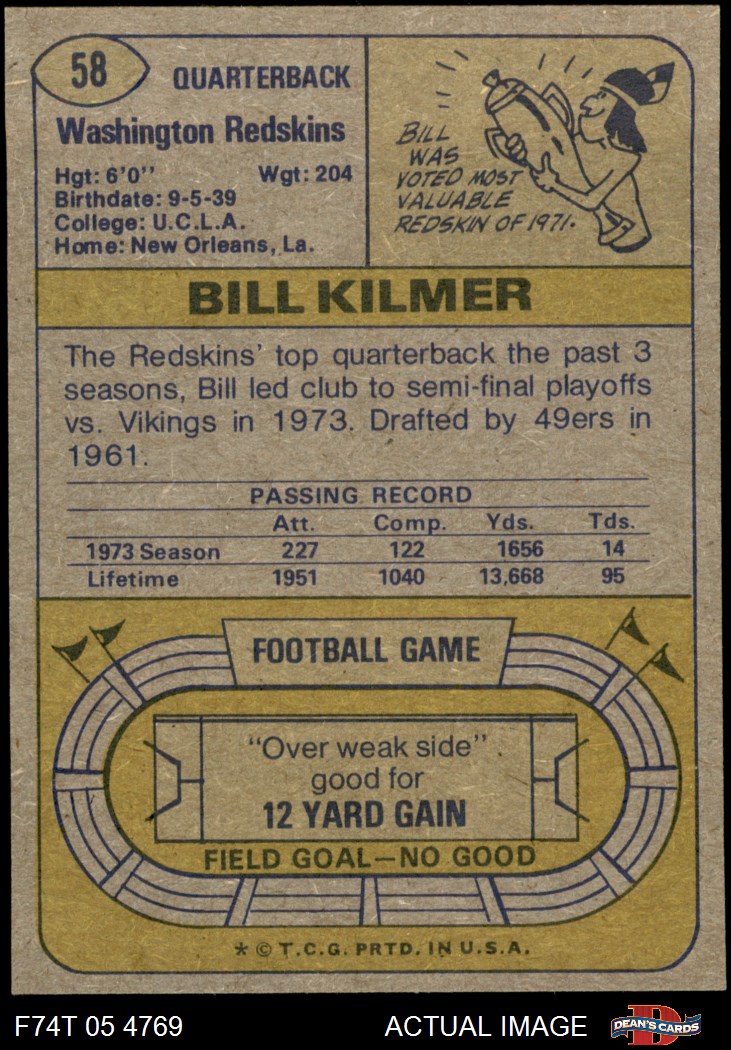 58
QUARTERBACK
Washington Redskins
Hgt: 6'0"
Wgt: 204
Birthdate: 9-5-39
College: U.C.L.A.
Home: New Orleans, La.
BILL
WAS
VOTED MOST
VALUABLE
REDSKIN OF 1971.
BILL KILMER
The Redskins' top quarterback the past 3
seasons, Bill led club to semi-final playoffs
vs. Vikings in 1973. Drafted by 49ers in
1961.
PASSING RECORD
Att. Comp. Yds. Tds.
1973 Season 227 122 1656 14
Lifetime 1951 1040 13,668 95
FOOTBALL GAME
"Over weak side"
good for
12 YARD GAIN
FIELD GOAL—NO GOOD
* © T.C.G. PRTD. IN U.S.A.
F74T 05 4769
ACTUAL IMAGE
D
DEAN'S CARDS